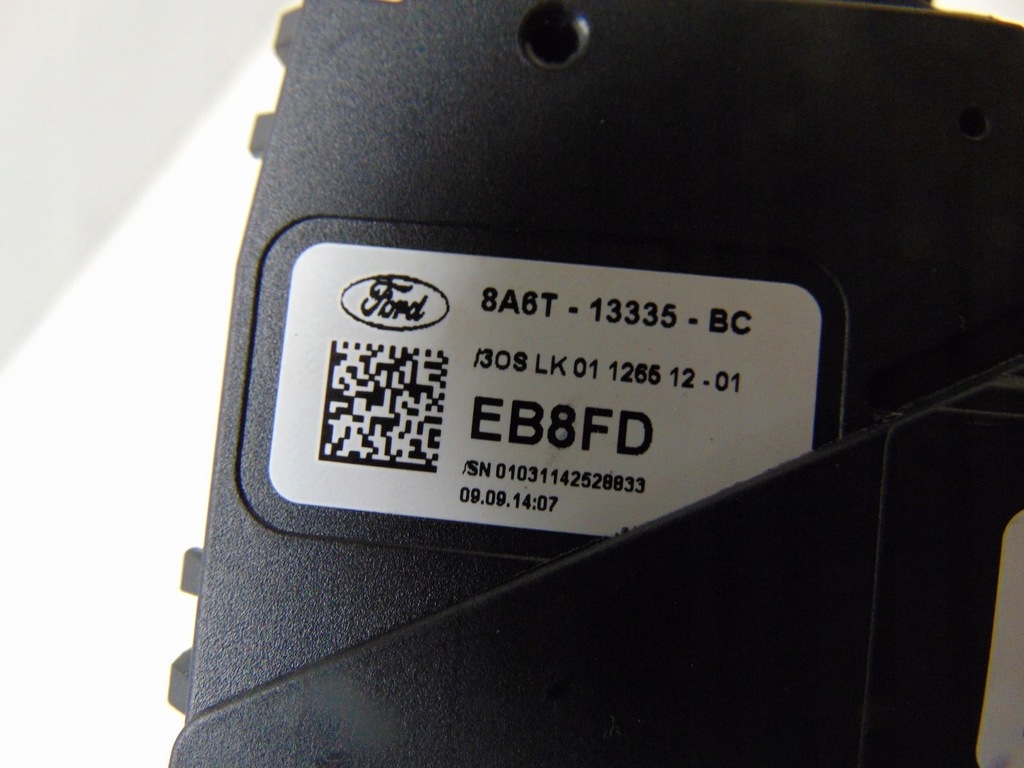 Ford
8A6T - 13335 - BC
/3OS LK 01 1265 12 - 01
EB8FD
/SN 01031142528833
09.09.14:07